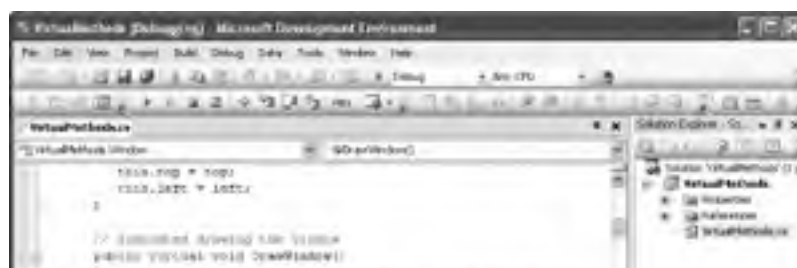 VirtualMethods (Debugging) - Microsoft Development Environment
File Edit View Project Build Debug Data Tools Window Help
Debug Any CPU
VirtualMethods.cs
Solution Explorer - So...
VirtualMethods.Window
DrawWindow()
this.top = top;
this.left = left;
}
// simulates drawing the window
public virtual void DrawWindow()
Solution 'VirtualMethods' (1 p
VirtualMethods
Properties
References
VirtualMethods.cs